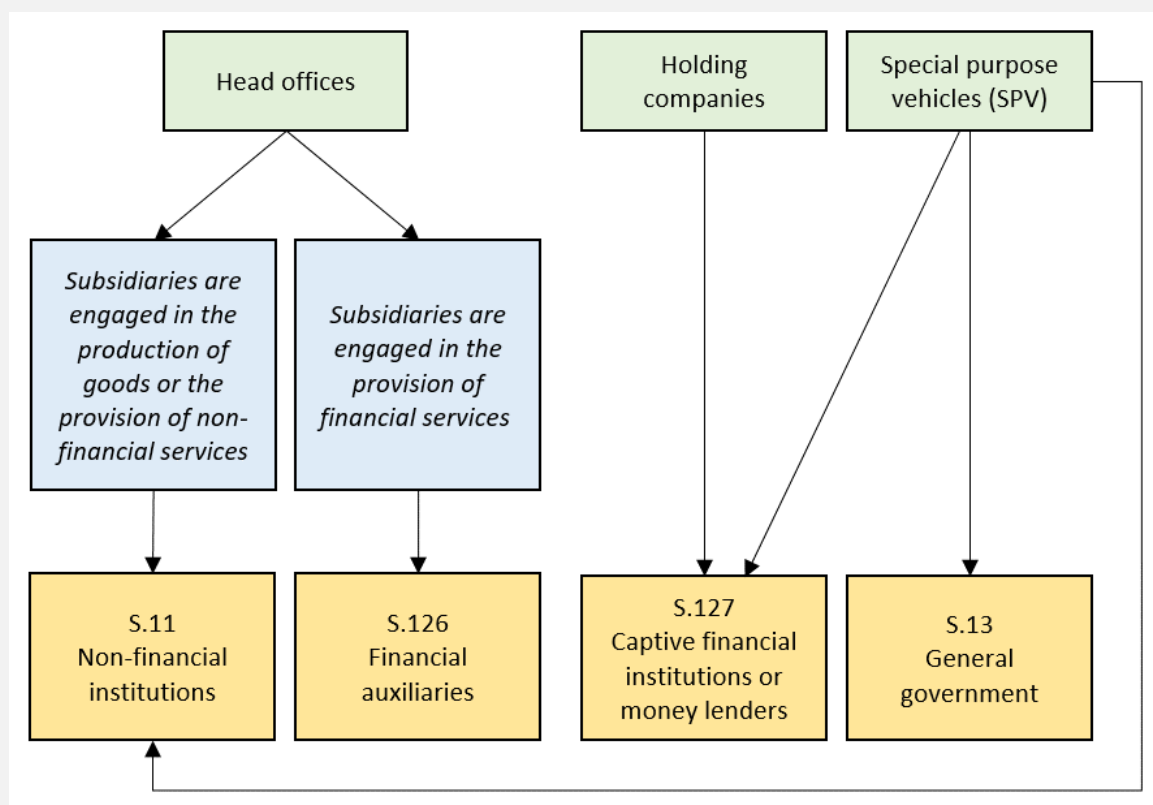 Head offices
Holding
companies
Special purpose
vehicles (SPV)
Subsidiaries are
engaged in the
production of
goods or the
provision of non-
financial services
Subsidiaries are
engaged in the
provision of
financial services
S.11
Non-financial
institutions
S.126
Financial
auxiliaries
S.127
Captive financial
institutions or
money lenders
S.13
General
government